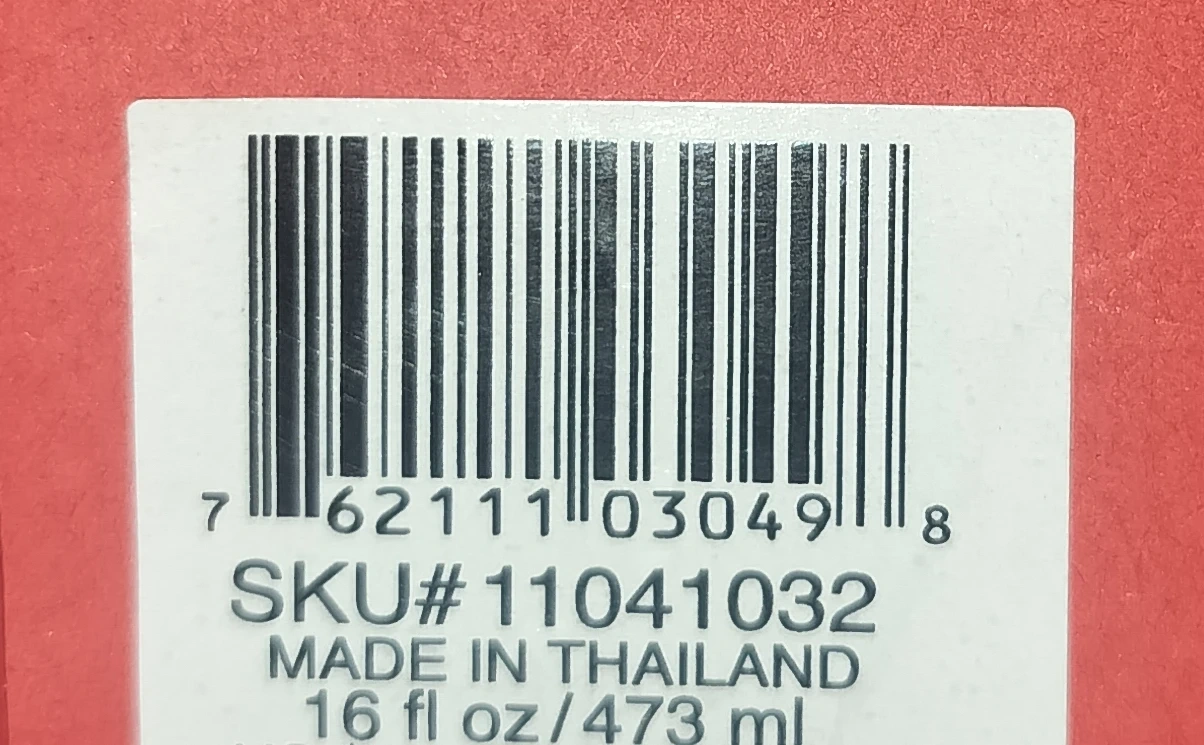 7 62111 03049 8
SKU# 11041032
MADE IN THAILAND
16 fl oz/473 ml